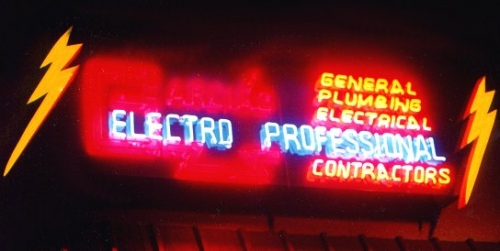 GENERAL
PLUMBING
ELECTRICAL
ELECTRO PROFESSIONAL
CONTRACTORS